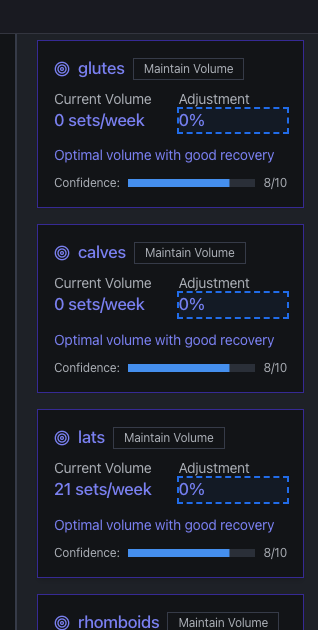 glutes Maintain Volume
Current Volume Adjustment
0 sets/week 0%
Optimal volume with good recovery
Confidence: 8/10
calves Maintain Volume
Current Volume Adjustment
0 sets/week 0%
Optimal volume with good recovery
Confidence: 8/10
lats Maintain Volume
Current Volume Adjustment
21 sets/week 0%
Optimal volume with good recovery
Confidence: 8/10
rhomboids Maintain Volume